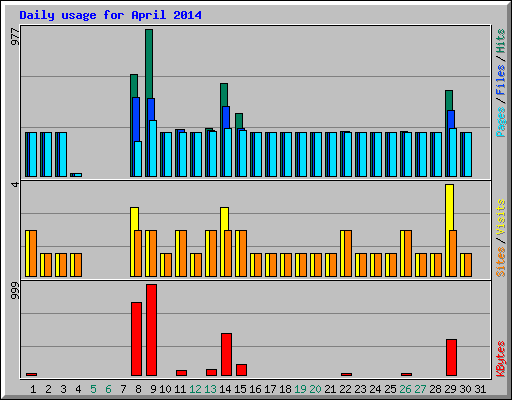 Daily usage for April 2014
977
Pages / Files / Hits
4
Sites / Visits
999
KBytes
1 2 3 4 5 6 7 8 9 10 11 12 13 14 15 16 17 18 19 20 21 22 23 24 25 26 27 28 29 30 31